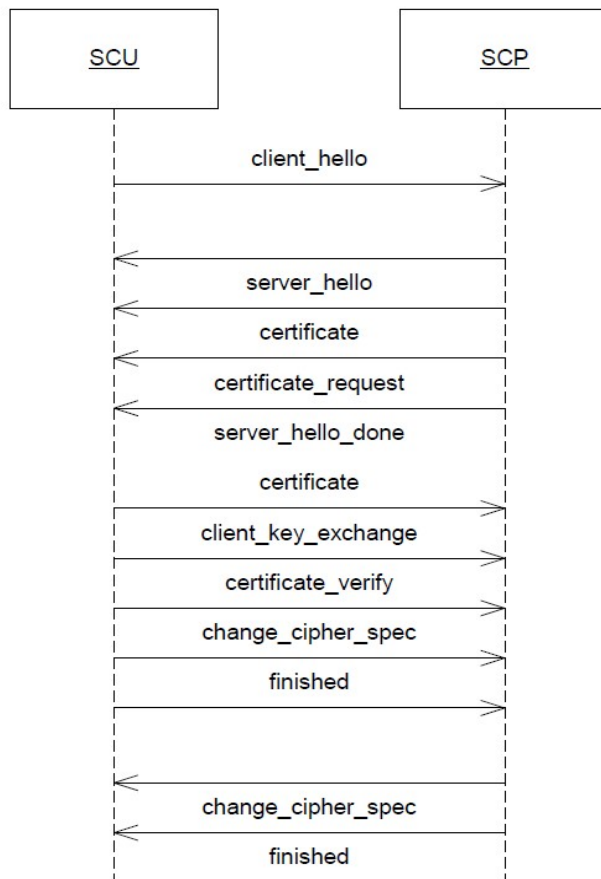 SCU
SCP
client_hello
server_hello
certificate
certificate_request
server_hello_done
certificate
client_key_exchange
certificate_verify
change_cipher_spec
finished
change_cipher_spec
finished